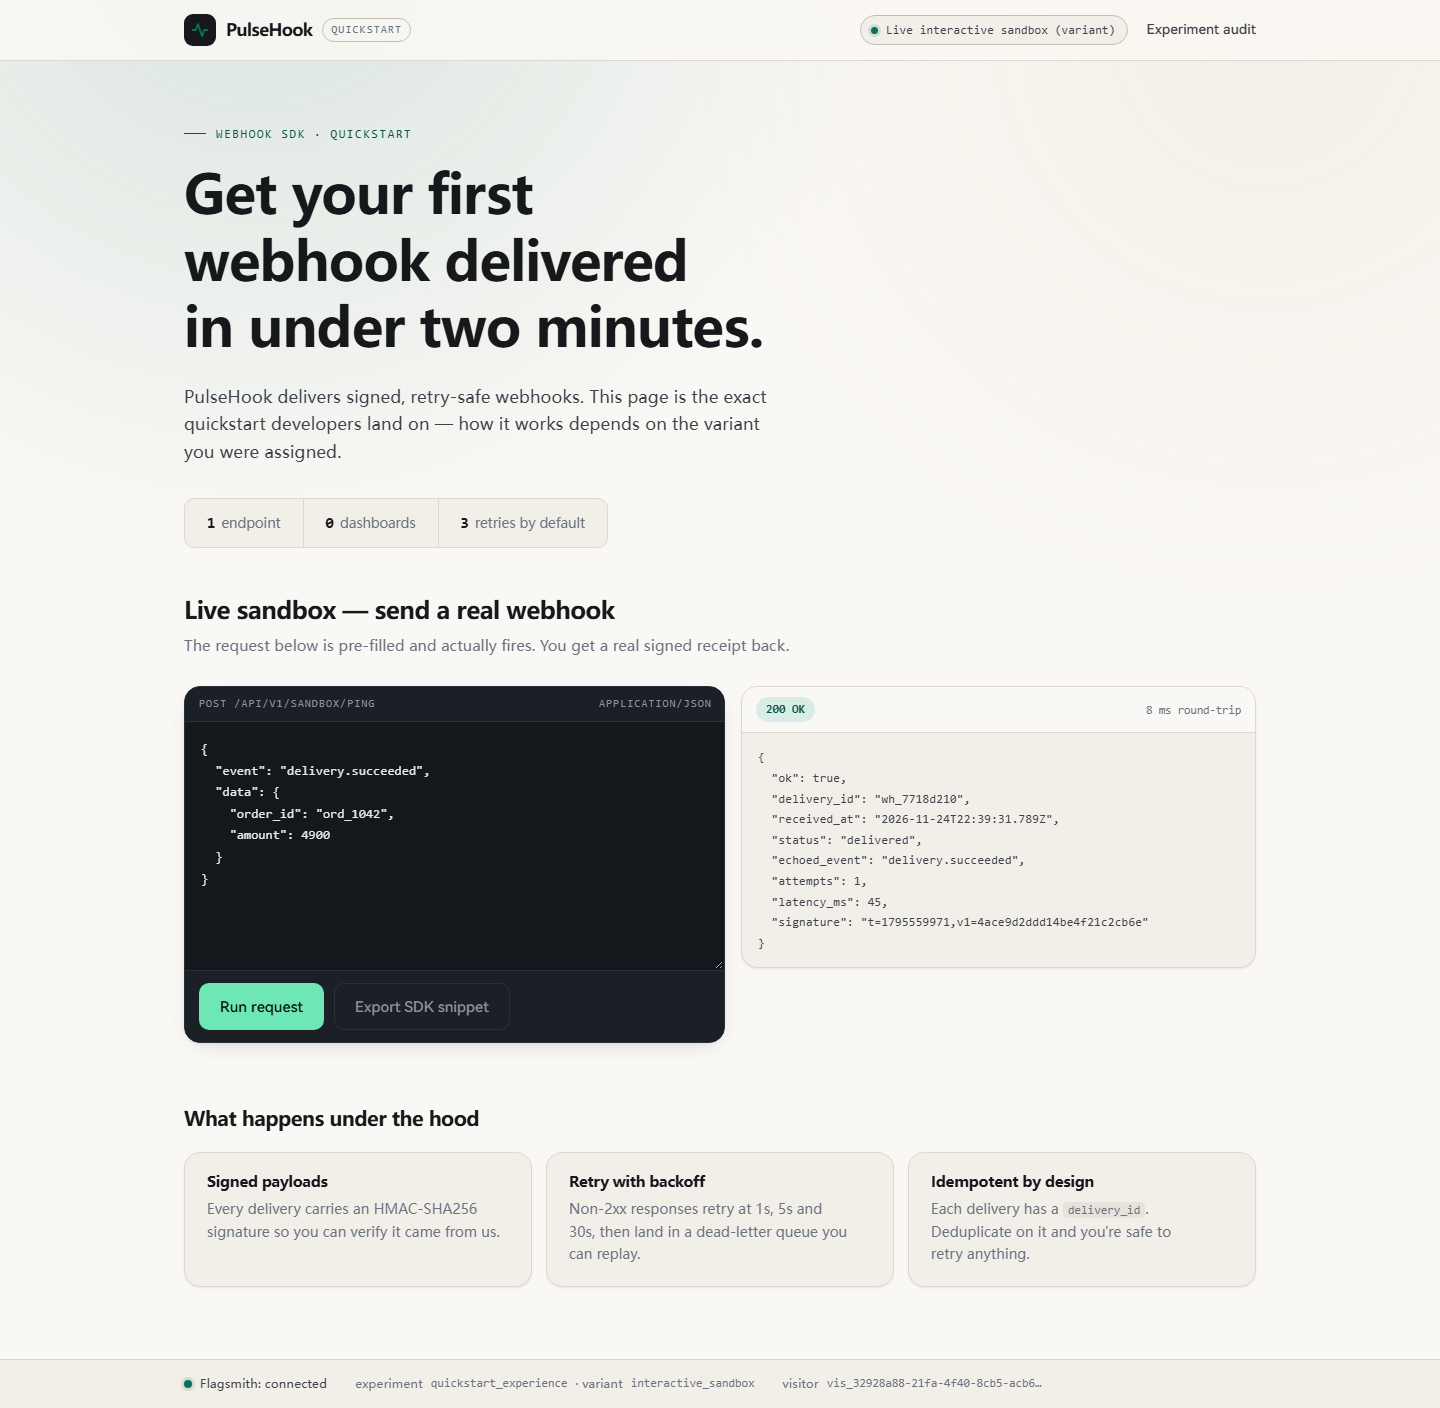 PulseHook
QUICKSTART
Live interactive sandbox (variant)
Experiment audit
WEBHOOK SDK · QUICKSTART
Get your first
webhook delivered
in under two minutes.
PulseHook delivers signed, retry-safe webhooks. This page is the exact
quickstart developers land on — how it works depends on the variant
you were assigned.
1 endpoint
0 dashboards
3 retries by default
Live sandbox — send a real webhook
The request below is pre-filled and actually fires. You get a real signed receipt back.
POST /API/V1/SANDBOX/PING
APPLICATION/JSON
{
  "event": "delivery.succeeded",
  "data": {
    "order_id": "ord_1042",
    "amount": 4900
  }
}
Run request
Export SDK snippet
200 OK
8 ms round-trip
{
  "ok": true,
  "delivery_id": "wh_7718d210",
  "received_at": "2026-11-24T22:39:31.789Z",
  "status": "delivered",
  "echoed_event": "delivery.succeeded",
  "attempts": 1,
  "latency_ms": 45,
  "signature": "t=1795559971,v1=4ace9d2ddd14be4f21c2cb6e"
}
What happens under the hood
Signed payloads
Every delivery carries an HMAC-SHA256
signature so you can verify it came from us.
Retry with backoff
Non-2xx responses retry at 1s, 5s and
30s, then land in a dead-letter queue you
can replay.
Idempotent by design
Each delivery has a delivery_id.
Deduplicate on it and you're safe to
retry anything.
Flagsmith: connected
experiment quickstart_experience · variant interactive_sandbox
visitor vis_32928a88-21fa-4f40-8cb5-acb6…